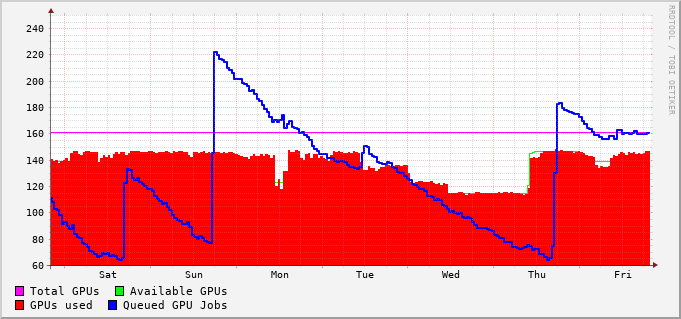 240
220
200
180
160
140
120
100
80
60
Sat Sun Mon Tue Wed Thu Fri
Total GPUs Available GPUs
GPUs used Queued GPU Jobs
RRDTOOL / TOBI OETIKER